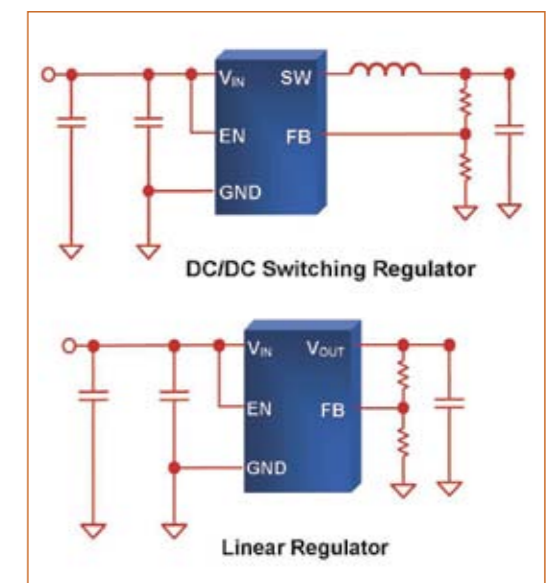 VIN SW
EN FB
GND
DC/DC Switching Regulator
VIN VOUT
EN FB
GND
Linear Regulator